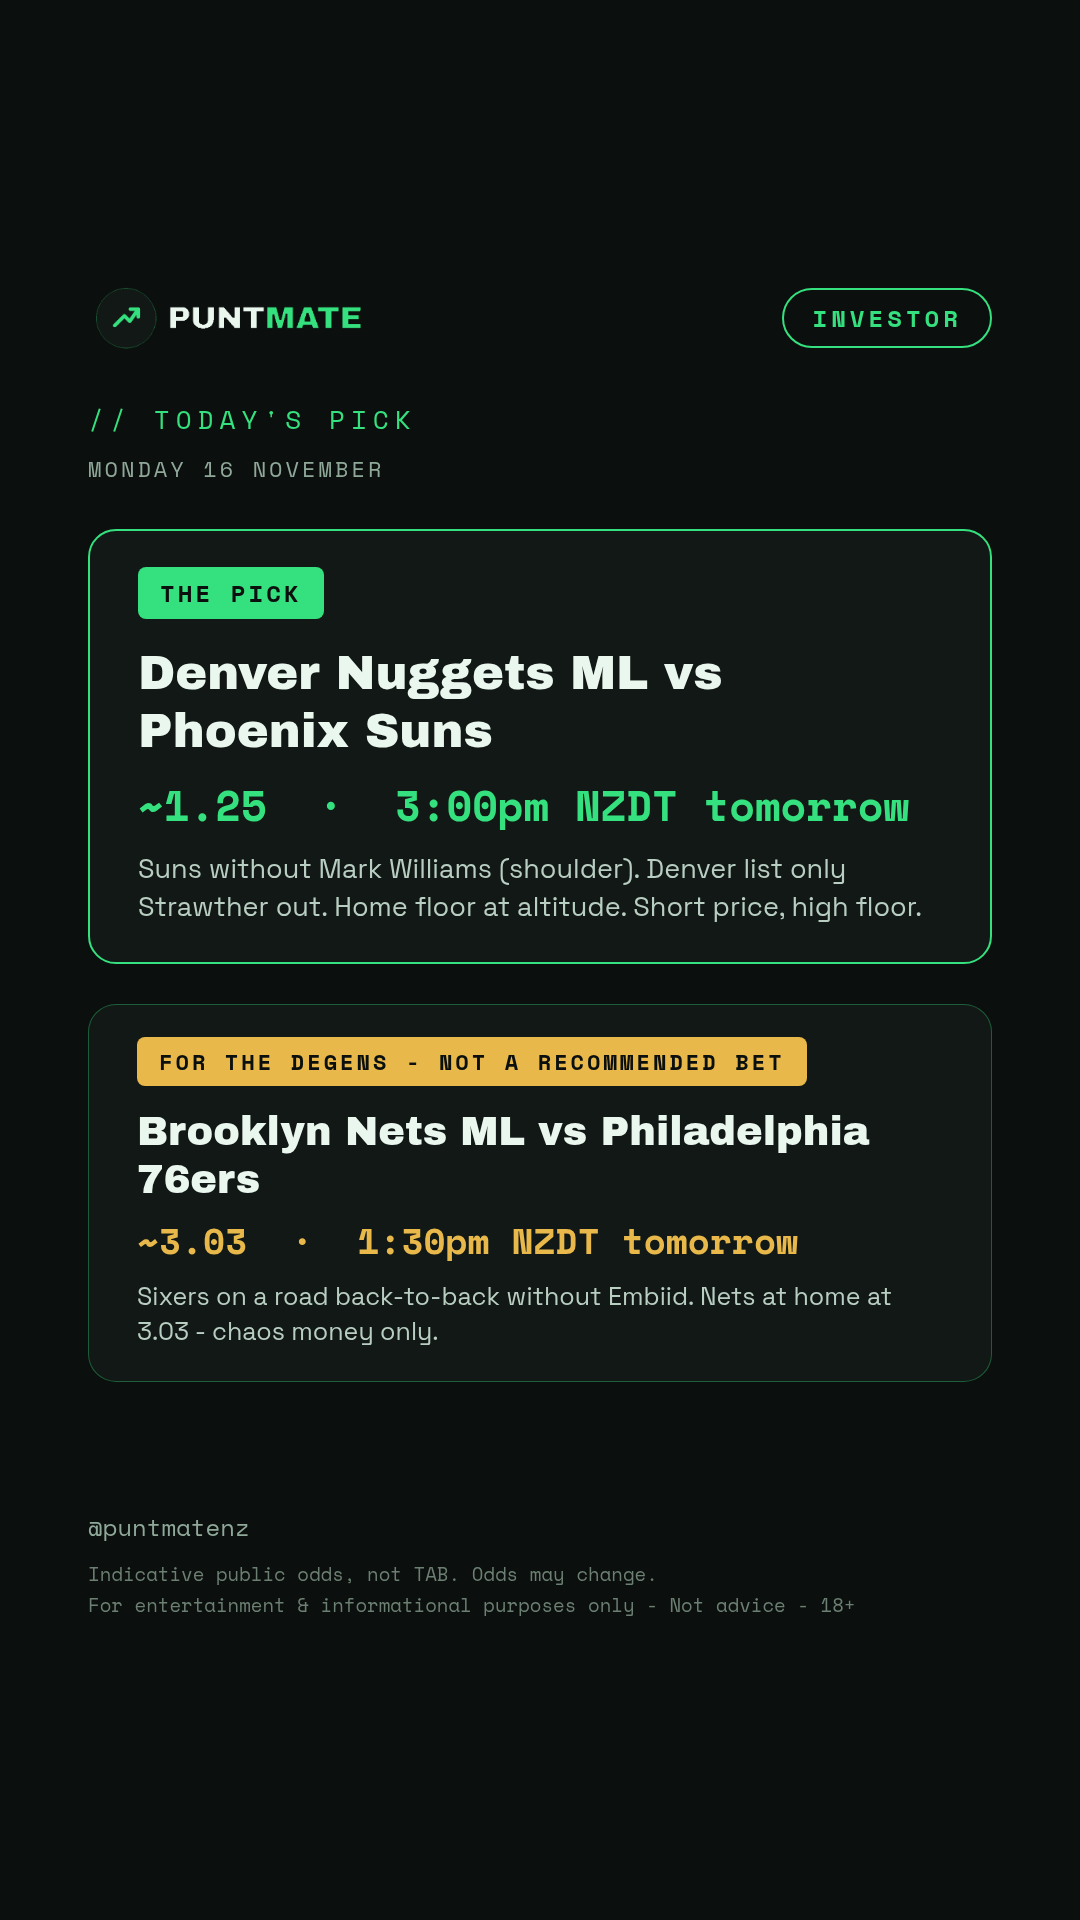 PUNTMATE
INVESTOR
// TODAY'S PICK
MONDAY 16 NOVEMBER
THE PICK
Denver Nuggets ML vs
Phoenix Suns
~1.25 · 3:00pm NZDT tomorrow
Suns without Mark Williams (shoulder). Denver list only
Strawther out. Home floor at altitude. Short price, high floor.
FOR THE DEGENS - NOT A RECOMMENDED BET
Brooklyn Nets ML vs Philadelphia
76ers
~3.03 · 1:30pm NZDT tomorrow
Sixers on a road back-to-back without Embiid. Nets at home at
3.03 - chaos money only.
@puntmatenz
Indicative public odds, not TAB. Odds may change.
For entertainment & informational purposes only - Not advice - 18+